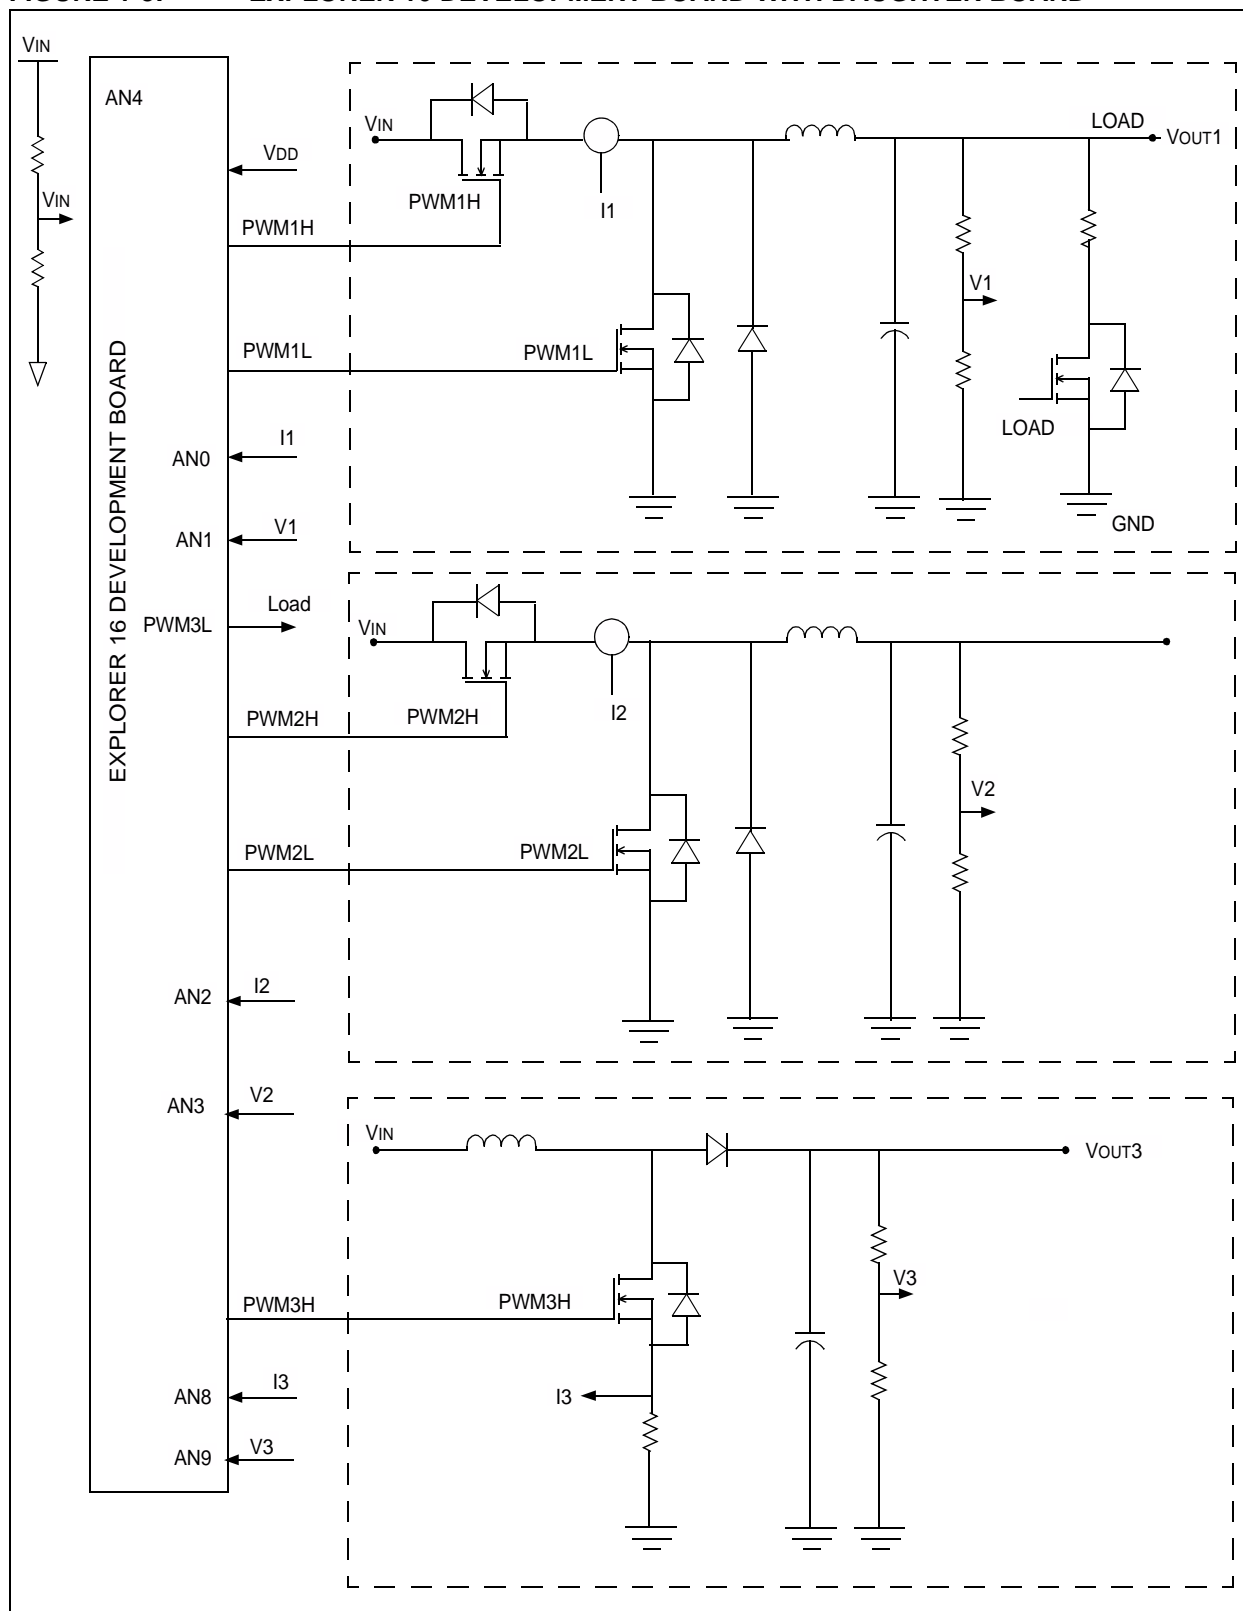 VIN
AN4
VDD
VIN
PWM1H
PWM1L
EXPLORER 16 DEVELOPMENT BOARD
AN0
I1
AN1
V1
PWM3L
Load
PWM2H
PWM2L
AN2
I2
AN3
V2
PWM3H
AN8
I3
AN9
V3
VIN
PWM1H
I1
LOAD
VOUT1
PWM1L
V1
LOAD
GND
VIN
PWM2H
I2
PWM2L
V2
VIN
VOUT3
PWM3H
V3
I3